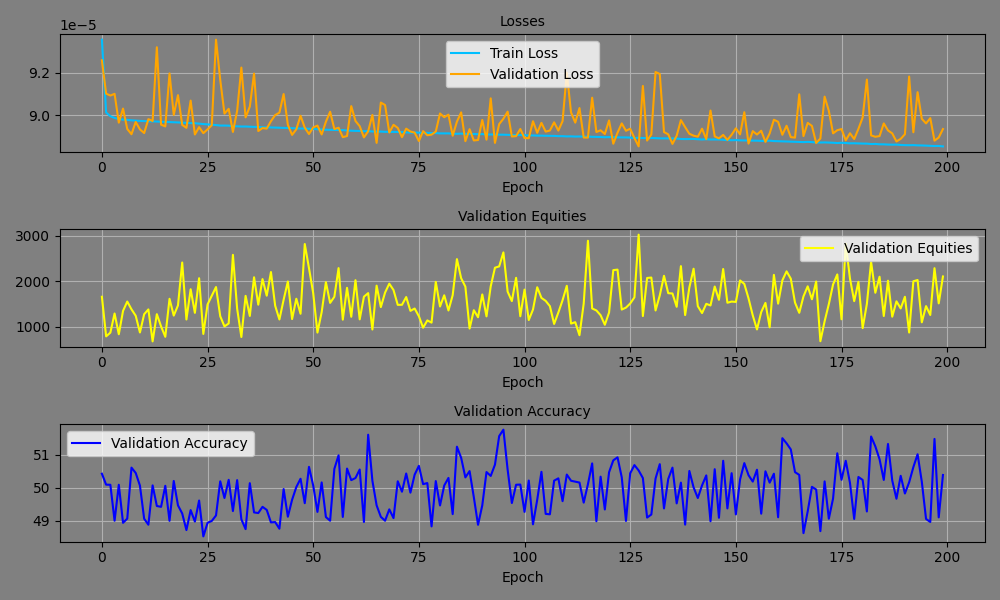 Losses
1e−5
Train Loss
Validation Loss
9.2
9.0
0 25 50 75 100 125 150 175 200
Epoch
Validation Equities
Validation Equities
3000
2000
1000
0 25 50 75 100 125 150 175 200
Epoch
Validation Accuracy
Validation Accuracy
51
50
49
0 25 50 75 100 125 150 175 200
Epoch